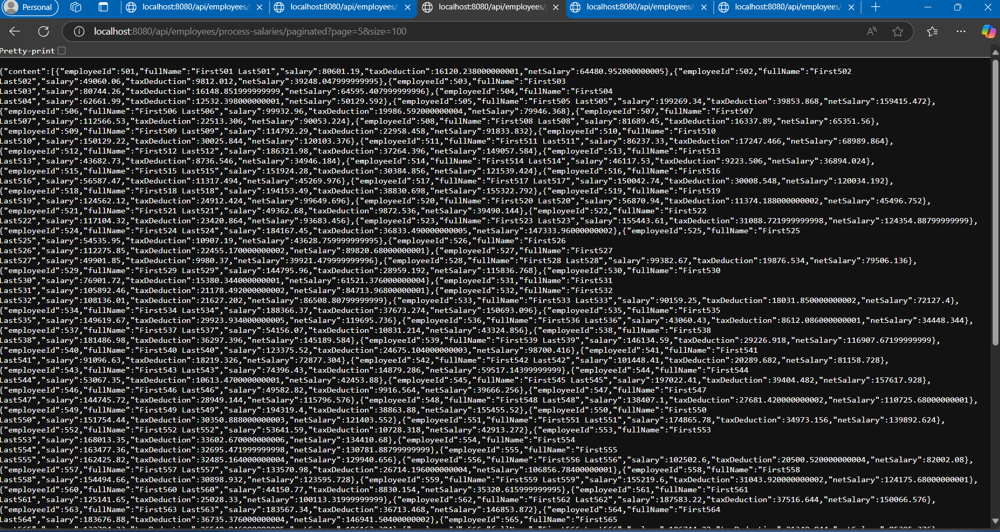 Personal
localhost:8080/api/employees/
localhost:8080/api/employees/
localhost:8080/api/employees/
localhost:8080/api/employees/
localhost:8080/api/employees/
localhost:8080/api/employees/process-salaries/paginated?page=5&size=100
Pretty-print
{"content":[{"employeeId":501,"fullName":"First501 Last501","salary":80601.19,"taxDeduction":16120.238000000001,"netSalary":64480.952000000005},{"employeeId":502,"fullName":"First502
Last502","salary":49060.06,"taxDeduction":9812.012,"netSalary":39248.047999999995},{"employeeId":503,"fullName":"First503
Last503","salary":80744.26,"taxDeduction":16148.851999999999,"netSalary":64595.407999999996},{"employeeId":504,"fullName":"First504
Last504","salary":62661.99,"taxDeduction":12532.398000000001,"netSalary":50129.592},{"employeeId":505,"fullName":"First505 Last505","salary":199269.34,"taxDeduction":39853.868,"netSalary":159415.472},
{"employeeId":506,"fullName":"First506 Last506","salary":99932.96,"taxDeduction":19986.592000000004,"netSalary":79946.368},{"employeeId":507,"fullName":"First507
Last507","salary":112566.53,"taxDeduction":22513.306,"netSalary":90053.224},{"employeeId":508,"fullName":"First508 Last508","salary":81689.45,"taxDeduction":16337.89,"netSalary":65351.56},
{"employeeId":509,"fullName":"First509 Last509","salary":114792.29,"taxDeduction":22958.458,"netSalary":91833.832},{"employeeId":510,"fullName":"First510
Last510","salary":150129.22,"taxDeduction":30025.844,"netSalary":120103.376},{"employeeId":511,"fullName":"First511 Last511","salary":86237.33,"taxDeduction":17247.466,"netSalary":68989.864},
{"employeeId":512,"fullName":"First512 Last512","salary":186321.98,"taxDeduction":37264.396,"netSalary":149057.584},{"employeeId":513,"fullName":"First513
Last513","salary":43682.73,"taxDeduction":8736.546,"netSalary":34946.184},{"employeeId":514,"fullName":"First514 Last514","salary":46117.53,"taxDeduction":9223.506,"netSalary":36894.024},
{"employeeId":515,"fullName":"First515 Last515","salary":151924.28,"taxDeduction":30384.856,"netSalary":121539.424},{"employeeId":516,"fullName":"First516
Last516","salary":56587.47,"taxDeduction":11317.494,"netSalary":45269.976},{"employeeId":517,"fullName":"First517 Last517","salary":150042.74,"taxDeduction":30008.548,"netSalary":120034.192},
{"employeeId":518,"fullName":"First518 Last518","salary":194153.49,"taxDeduction":38830.698,"netSalary":155322.792},{"employeeId":519,"fullName":"First519
Last519","salary":124562.12,"taxDeduction":24912.424,"netSalary":99649.696},{"employeeId":520,"fullName":"First520 Last520","salary":56870.94,"taxDeduction":11374.188000000002,"netSalary":45496.752},
{"employeeId":521,"fullName":"First521 Last521","salary":49362.68,"taxDeduction":9872.536,"netSalary":39490.144},{"employeeId":522,"fullName":"First522
Last522","salary":117104.32,"taxDeduction":23420.864,"netSalary":93683.456},{"employeeId":523,"fullName":"First523 Last523","salary":155443.61,"taxDeduction":31088.721999999998,"netSalary":124354.88799999999},
{"employeeId":524,"fullName":"First524 Last524","salary":184167.45,"taxDeduction":36833.490000000005,"netSalary":147333.96000000002},{"employeeId":525,"fullName":"First525
Last525","salary":54535.95,"taxDeduction":10907.19,"netSalary":43628.759999999995},{"employeeId":526,"fullName":"First526
Last526","salary":112275.85,"taxDeduction":22455.170000000002,"netSalary":89820.68000000001},{"employeeId":527,"fullName":"First527
Last527","salary":49901.85,"taxDeduction":9980.37,"netSalary":39921.479999999996},{"employeeId":528,"fullName":"First528 Last528","salary":99382.67,"taxDeduction":19876.534,"netSalary":79506.136},
{"employeeId":529,"fullName":"First529 Last529","salary":144795.96,"taxDeduction":28959.192,"netSalary":115836.768},{"employeeId":530,"fullName":"First530
Last530","salary":76901.72,"taxDeduction":15380.344000000001,"netSalary":61521.376000000004},{"employeeId":531,"fullName":"First531
Last531","salary":105892.46,"taxDeduction":21178.492000000002,"netSalary":84713.96800000001},{"employeeId":532,"fullName":"First532
Last532","salary":108136.01,"taxDeduction":21627.202,"netSalary":86508.80799999999},{"employeeId":533,"fullName":"First533 Last533","salary":90159.25,"taxDeduction":18031.850000000002,"netSalary":72127.4},
{"employeeId":534,"fullName":"First534 Last534","salary":188366.37,"taxDeduction":37673.274,"netSalary":150693.096},{"employeeId":535,"fullName":"First535
Last535","salary":149619.67,"taxDeduction":29923.934000000005,"netSalary":119695.736},{"employeeId":536,"fullName":"First536 Last536","salary":43060.43,"taxDeduction":8612.086000000001,"netSalary":34448.344},
{"employeeId":537,"fullName":"First537 Last537","salary":54156.07,"taxDeduction":10831.214,"netSalary":43324.856},{"employeeId":538,"fullName":"First538
Last538","salary":181486.98,"taxDeduction":36297.396,"netSalary":145189.584},{"employeeId":539,"fullName":"First539 Last539","salary":146134.59,"taxDeduction":29226.918,"netSalary":116907.67199999999},
{"employeeId":540,"fullName":"First540 Last540","salary":123375.52,"taxDeduction":24675.104000000003,"netSalary":98700.416},{"employeeId":541,"fullName":"First541
Last541","salary":91096.63,"taxDeduction":18219.326,"netSalary":72877.304},{"employeeId":542,"fullName":"First542 Last542","salary":101448.41,"taxDeduction":20289.682,"netSalary":81158.728},
{"employeeId":543,"fullName":"First543 Last543","salary":74396.43,"taxDeduction":14879.286,"netSalary":59517.14399999999},{"employeeId":544,"fullName":"First544
Last544","salary":53067.35,"taxDeduction":10613.470000000001,"netSalary":42453.88},{"employeeId":545,"fullName":"First545 Last545","salary":197022.41,"taxDeduction":39404.482,"netSalary":157617.928},
{"employeeId":546,"fullName":"First546 Last546","salary":49582.82,"taxDeduction":9916.564,"netSalary":39666.256},{"employeeId":547,"fullName":"First547
Last547","salary":144745.72,"taxDeduction":28949.144,"netSalary":115796.576},{"employeeId":548,"fullName":"First548 Last548","salary":138407.1,"taxDeduction":27681.420000000002,"netSalary":110725.68000000001},
{"employeeId":549,"fullName":"First549 Last549","salary":194319.4,"taxDeduction":38863.88,"netSalary":155455.52},{"employeeId":550,"fullName":"First550
Last550","salary":151754.44,"taxDeduction":30350.888000000003,"netSalary":121403.552},{"employeeId":551,"fullName":"First551 Last551","salary":174865.78,"taxDeduction":34973.156,"netSalary":139892.624},
{"employeeId":552,"fullName":"First552 Last552","salary":53641.59,"taxDeduction":10728.318,"netSalary":42913.272},{"employeeId":553,"fullName":"First553
Last553","salary":168013.35,"taxDeduction":33602.670000000006,"netSalary":134410.68},{"employeeId":554,"fullName":"First554
Last554","salary":163477.36,"taxDeduction":32695.471999999998,"netSalary":130781.88799999999},{"employeeId":555,"fullName":"First555
Last555","salary":162425.82,"taxDeduction":32485.164000000004,"netSalary":129940.656},{"employeeId":556,"fullName":"First556 Last556","salary":102502.6,"taxDeduction":20500.520000000004,"netSalary":82002.08},
{"employeeId":557,"fullName":"First557 Last557","salary":133570.98,"taxDeduction":26714.196000000004,"netSalary":106856.78400000001},{"employeeId":558,"fullName":"First558
Last558","salary":154494.66,"taxDeduction":30898.932,"netSalary":123595.728},{"employeeId":559,"fullName":"First559 Last559","salary":155219.6,"taxDeduction":31043.920000000002,"netSalary":124175.68000000001},
{"employeeId":560,"fullName":"First560 Last560","salary":44150.77,"taxDeduction":8830.154,"netSalary":35320.615999999995},{"employeeId":561,"fullName":"First561
Last561","salary":125141.65,"taxDeduction":25028.33,"netSalary":100113.31999999999},{"employeeId":562,"fullName":"First562 Last562","salary":187583.22,"taxDeduction":37516.644,"netSalary":150066.576},
{"employeeId":563,"fullName":"First563 Last563","salary":183567.34,"taxDeduction":36713.468,"netSalary":146853.872},{"employeeId":564,"fullName":"First564
Last564","salary":183676.88,"taxDeduction":36735.376000000004,"netSalary":146941.50400000002},{"employeeId":565,"fullName":"First565